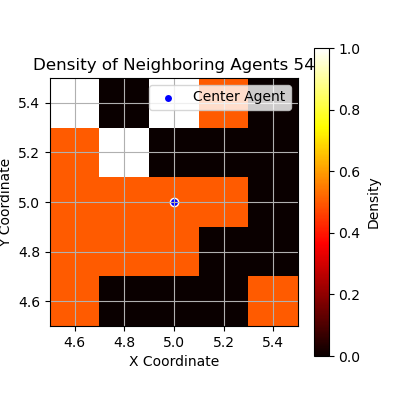 Density of Neighboring Agents 54
Center Agent
5.4
5.2
5.0
4.8
4.6
4.6 4.8 5.0 5.2 5.4
X Coordinate
Y Coordinate
1.0
0.8
0.6
0.4
0.2
0.0
Density